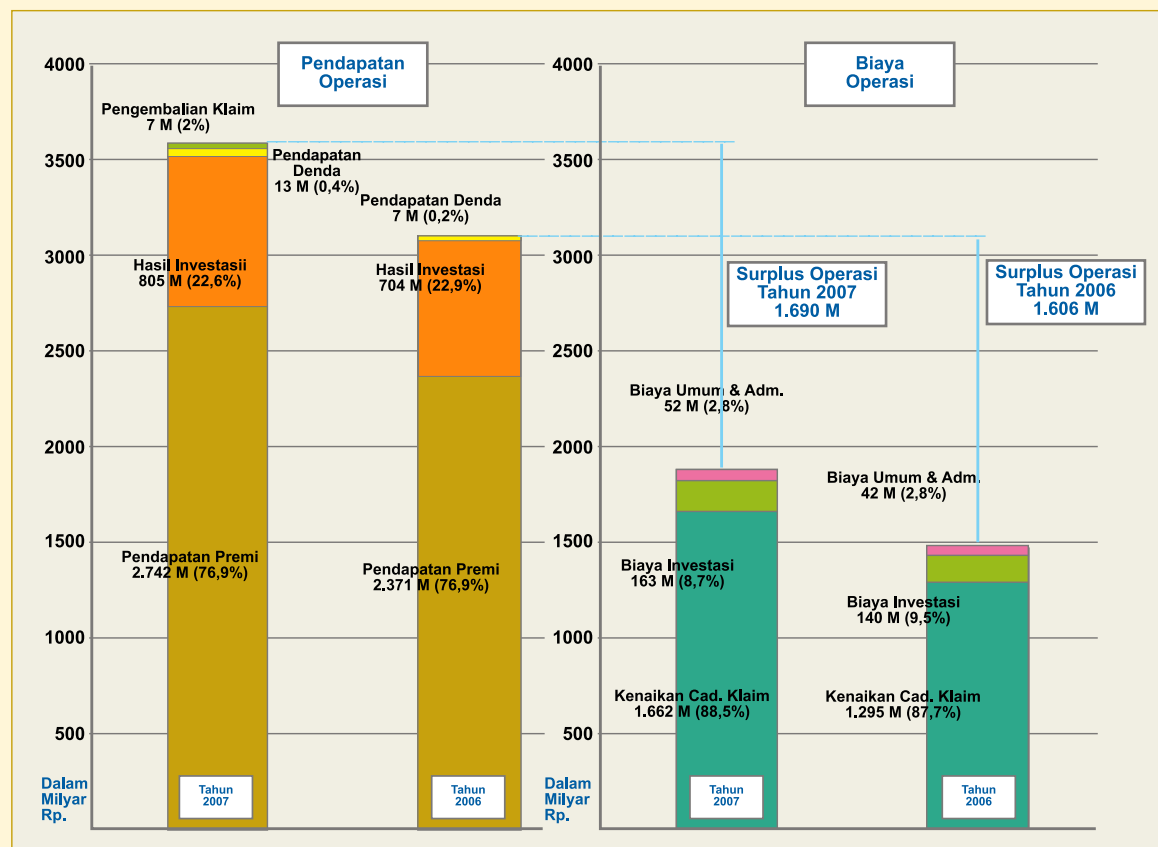 Pendapatan
Operasi
4000
3500
3000
2500
2000
1500
1000
500
Dalam
Milyar
Rp.
Pengembalian Klaim
7 M (2%)
Pendapatan
Denda
13 M (0,4%)
Hasil Investasii
805 M (22,6%)
Pendapatan Premi
2.742 M (76,9%)
Tahun
2007
Pendapatan Denda
7 M (0,2%)
Hasil Investasi
704 M (22,9%)
Pendapatan Premi
2.371 M (76,9%)
Tahun
2006
Biaya
Operasi
4000
3500
3000
2500
2000
1500
1000
500
Dalam
Milyar
Rp.
Surplus Operasi
Tahun 2007
1.690 M
Biaya Umum & Adm.
52 M (2,8%)
Biaya Investasi
163 M (8,7%)
Kenaikan Cad. Klaim
1.662 M (88,5%)
Tahun
2007
Surplus Operasi
Tahun 2006
1.606 M
Biaya Umum & Adm.
42 M (2,8%)
Biaya Investasi
140 M (9,5%)
Kenaikan Cad. Klaim
1.295 M (87,7%)
Tahun
2006